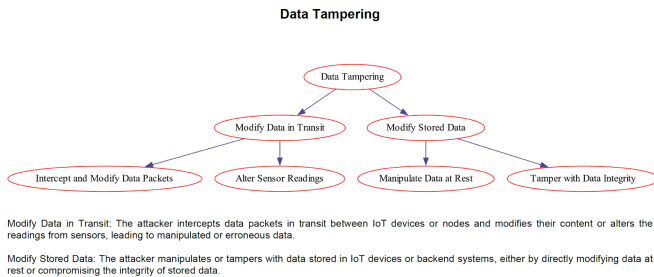 Data Tampering
Data Tampering
Modify Data in Transit
Modify Stored Data
Intercept and Modify Data Packets
Alter Sensor Readings
Manipulate Data at Rest
Tamper with Data Integrity
Modify Data in Transit: The attacker intercepts data packets in transit between IoT devices or nodes and modifies their content or alters the
readings from sensors, leading to manipulated or erroneous data.
Modify Stored Data: The attacker manipulates or tampers with data stored in IoT devices or backend systems, either by directly modifying data at
rest or compromising the integrity of stored data.